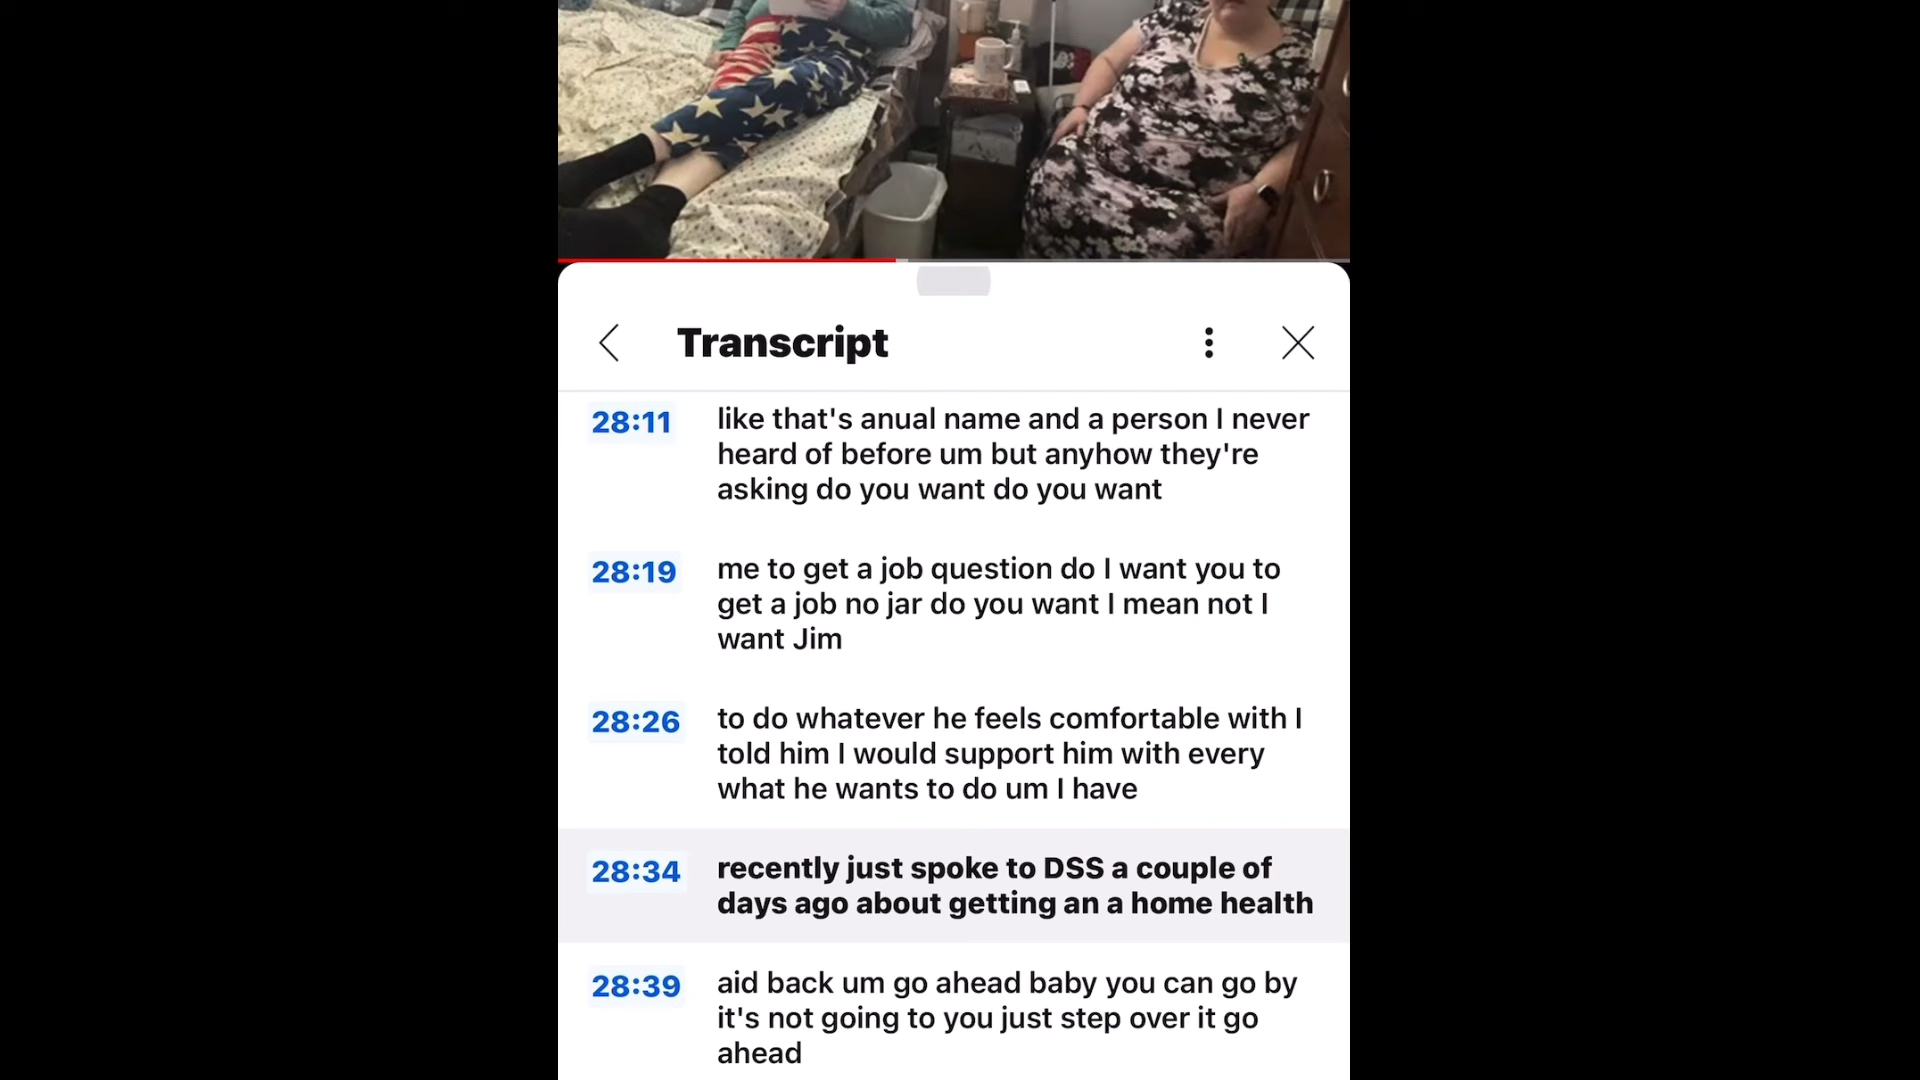 Transcript
28:11
like that's anual name and a person I never
heard of before um but anyhow they're
asking do you want do you want
28:19
me to get a job question do I want you to
get a job no jar do you want I mean not I
want Jim
28:26
to do whatever he feels comfortable with I
told him I would support him with every
what he wants to do um I have
28:34
recently just spoke to DSS a couple of
days ago about getting an a home health
28:39
aid back um go ahead baby you can go by
it's not going to you just step over it go
ahead